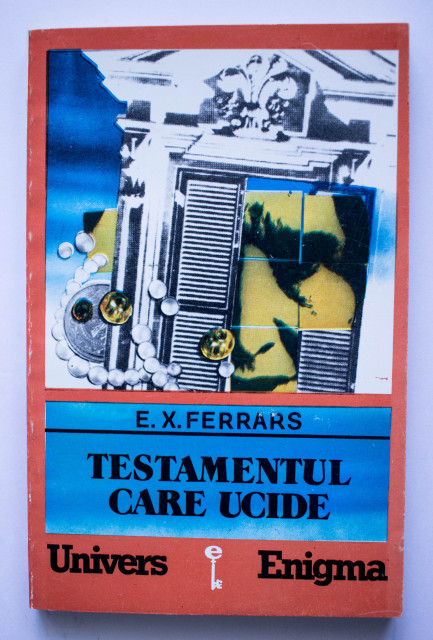 E. X. FERRARS
TESTAMENTUL
CARE UCIDE
Univers e Enigma